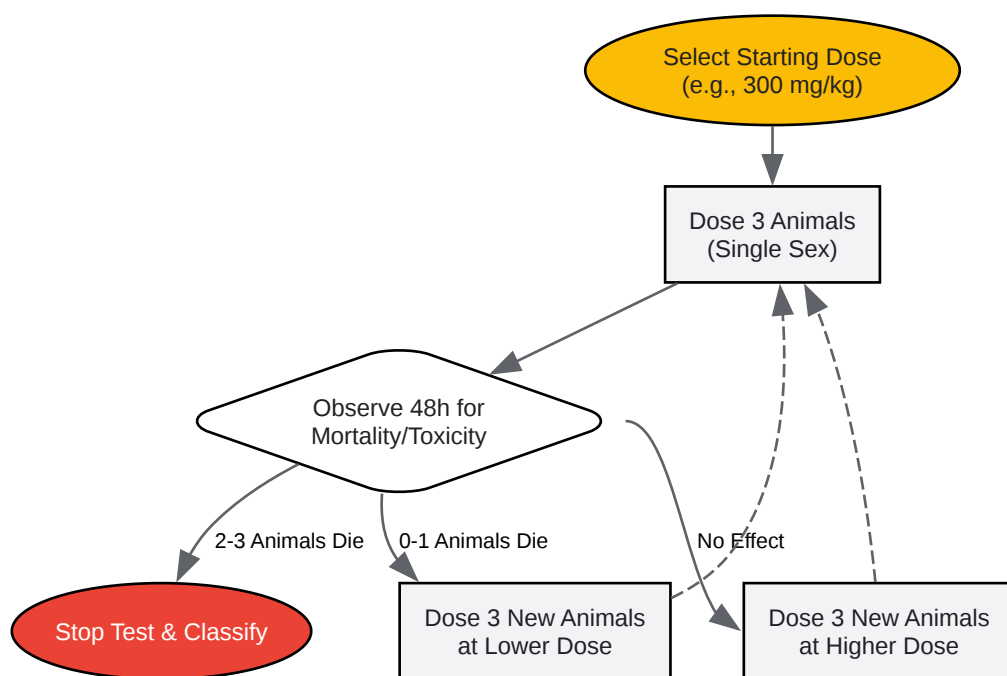 Select Starting Dose
(e.g., 300 mg/kg)
Dose 3 Animals
(Single Sex)
Observe 48h for
Mortality/Toxicity
2-3 Animals Die
0-1 Animals Die
No Effect
Stop Test & Classify
Dose 3 New Animals
at Lower Dose
Dose 3 New Animals
at Higher Dose